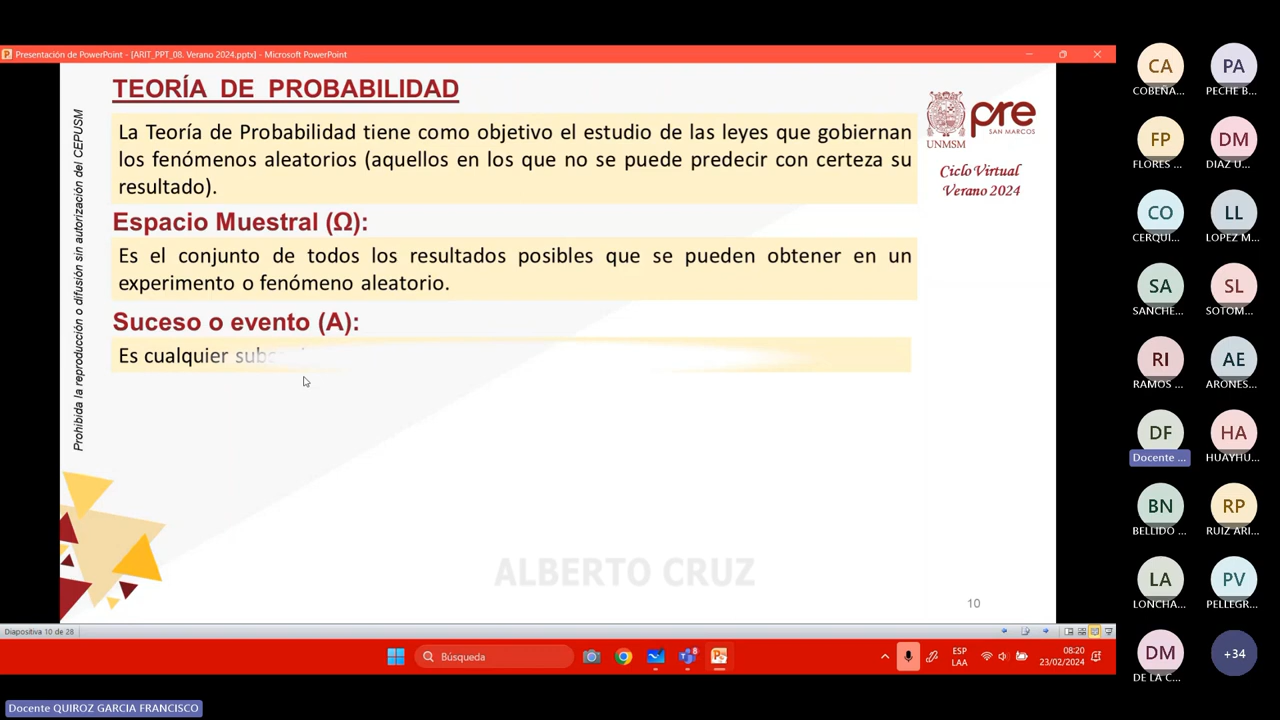 Presentación de PowerPoint - [ARIT_PPT_08. Verano 2024.pptx] - Microsoft PowerPoint
TEORÍA DE PROBABILIDAD
La Teoría de Probabilidad tiene como objetivo el estudio de las leyes que gobiernan
los fenómenos aleatorios (aquellos en los que no se puede predecir con certeza su
resultado).
Espacio Muestral (Ω):
Es el conjunto de todos los resultados posibles que se pueden obtener en un
experimento o fenómeno aleatorio.
Suceso o evento (A):
Es cualquier
Prohibida la reproducción o difusión sin autorización del CEPUSM
UNMSM
pre
SAN MARCOS
Ciclo Virtual
Verano 2024
ALBERTO CRUZ
10
Diapositiva 10 de 28
Búsqueda
8
ESP
LAA
08:20
23/02/2024
CA
COBEÑA...
PA
PECHE B...
FP
FLORES ...
DM
DIAZ U...
CO
CERQUI...
LL
LOPEZ M...
SA
SANCHE...
SL
SOTOM...
RI
RAMOS ...
AE
ARONES...
DF
Docente ...
HA
HUAYHU...
BN
BELLIDO ...
RP
RUIZ ARI...
LA
LONCHA...
PV
PELLEGR...
DM
DE LA C...
+34
Docente QUIROZ GARCIA FRANCISCO